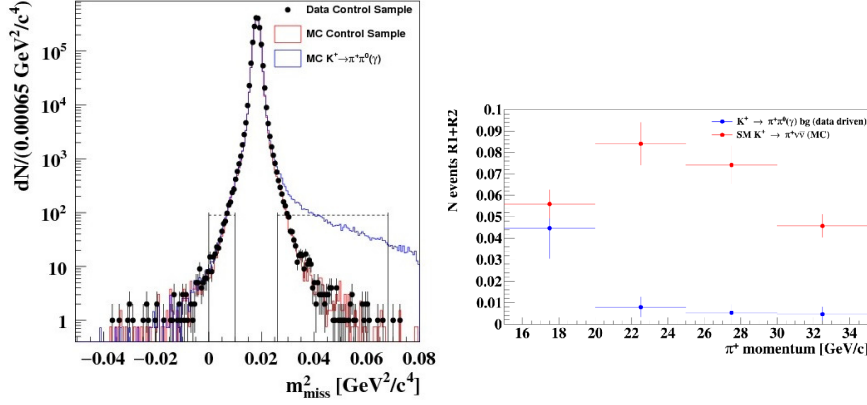 Data Control Sample
MC Control Sample
MC K⁺→π⁺π⁰(γ)
dN/(0.00065 GeV²/c⁴)
10⁵
10⁴
10³
10²
10
1
−0.04 −0.02 0 0.02 0.04 0.06 0.08
m²miss [GeV²/c⁴]
K⁺ → π⁺π⁰(γ) bg (data driven)
SM K⁺ → π⁺νν̄ (MC)
N events R1+R2
0.1
0.09
0.08
0.07
0.06
0.05
0.04
0.03
0.02
0.01
0
16 18 20 22 24 26 28 30 32 34
π⁺ momentum [GeV/c]